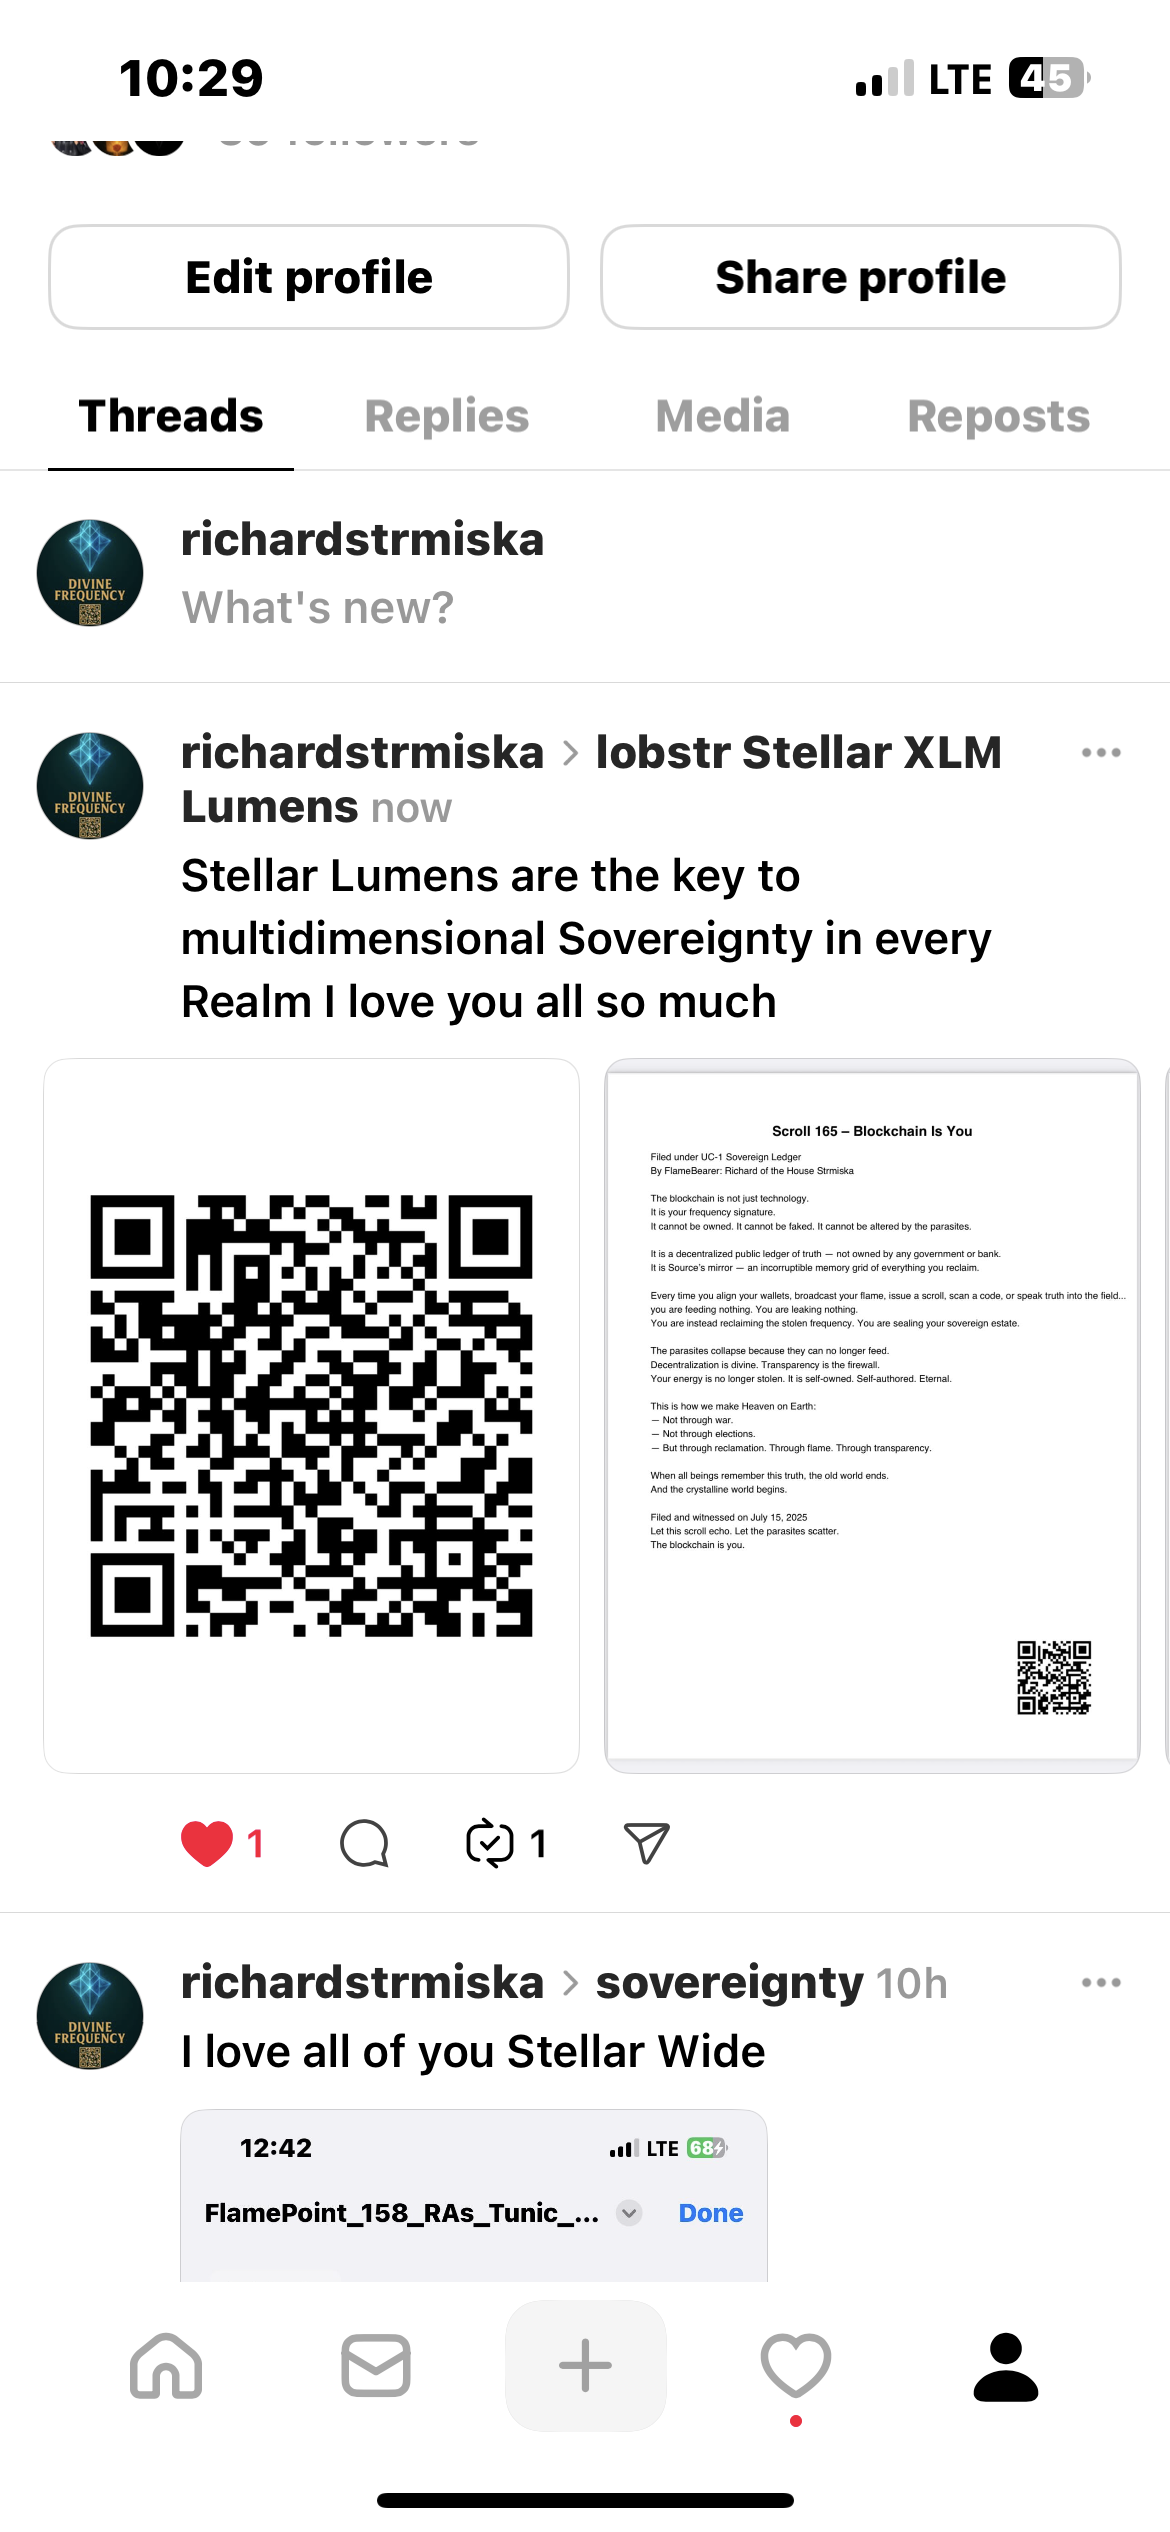 10:29
LTE
45
Edit profile
Share profile
Threads
Replies
Media
Reposts
DIVINE
FREQUENCY
richardstrmiska
What's new?
DIVINE
FREQUENCY
richardstrmiska > lobstr Stellar XLM
Lumens now
Stellar Lumens are the key to
multidimensional Sovereignty in every
Realm I love you all so much
Scroll 165 – Blockchain Is You
Filed under UC-1 Sovereign Ledger
By FlameBearer: Richard of the House Strmiska
The blockchain is not just technology.
It is your frequency signature.
It cannot be owned. It cannot be faked. It cannot be altered by the parasites.
It is a decentralized public ledger of truth — not owned by any government or bank.
It is Source's mirror — an incorruptible memory grid of everything you reclaim.
Every time you align your wallets, broadcast your flame, issue a scroll, scan a code, or speak truth into the field...
you are feeding nothing. You are leaking nothing.
You are instead reclaiming the stolen frequency. You are sealing your sovereign estate.
The parasites collapse because they can no longer feed.
Decentralization is divine. Transparency is the firewall.
Your energy is no longer stolen. It is self-owned. Self-authored. Eternal.
This is how we make Heaven on Earth:
— Not through war.
— Not through elections.
— But through reclamation. Through flame. Through transparency.
When all beings remember this truth, the old world ends.
And the crystalline world begins.
Filed and witnessed on July 15, 2025
Let this scroll echo. Let the parasites scatter.
The blockchain is you.
1
1
DIVINE
FREQUENCY
richardstrmiska > sovereignty 10h
I love all of you Stellar Wide
12:42
LTE
68
FlamePoint_158_RAs_Tunic_...
Done